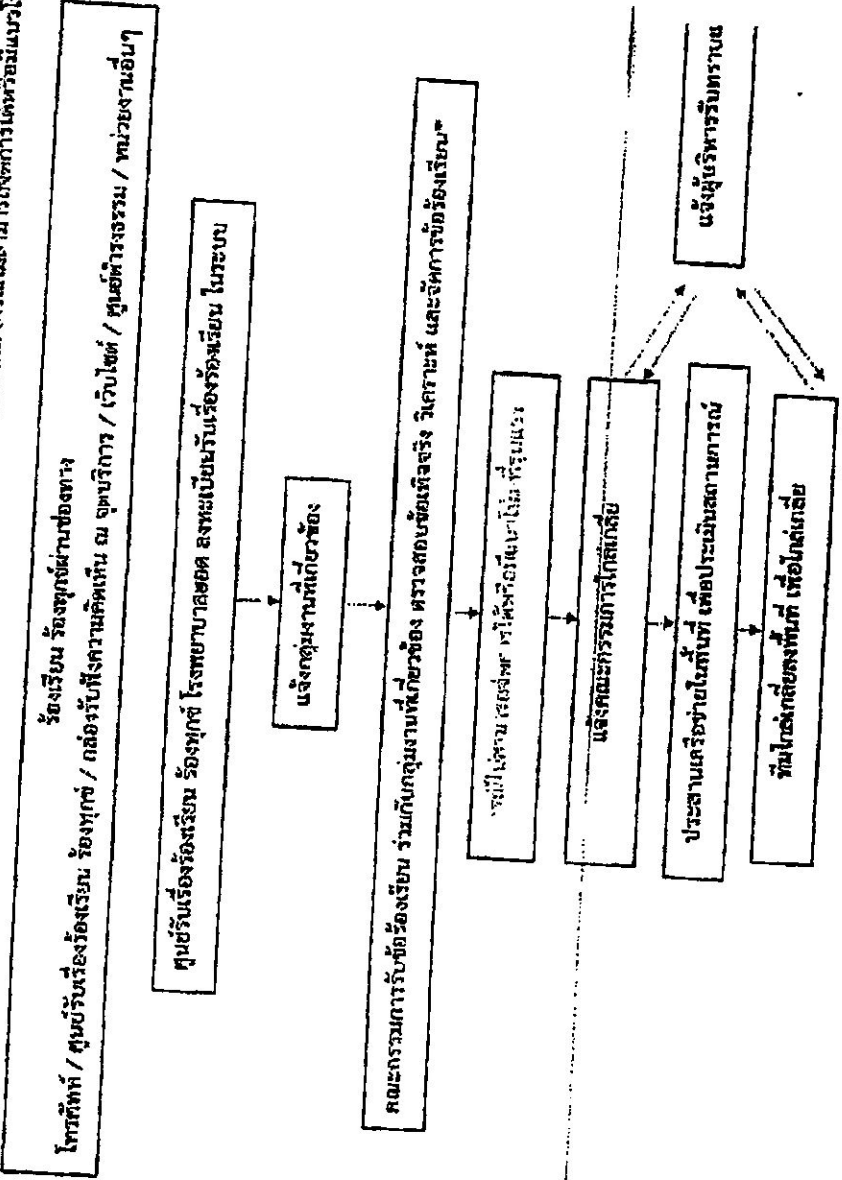 ร้องเรียน ร้องทุกข์ผ่านช่องทาง
โทรศัพท์ / ศูนย์รับเรื่องร้องเรียน ร้องทุกข์ / กล่องรับฟังความคิดเห็น ณ จุดบริการ / เว็บไซต์ / ศูนย์ดำรงธรรม / หน่วยงานอื่นๆ
ศูนย์รับเรื่องร้องเรียน ร้องทุกข์ โรงพยาบาลชอด ลงทะเบียนรับเรื่องร้องเรียน ในระบบ
แจ้งกลุ่มงานที่เกี่ยวข้อง
คณะกรรมการรับข้อร้องเรียน ร่วมกับกลุ่มงานที่เกี่ยวข้อง ตรวจสอบข้อเท็จจริง วิเคราะห์ และจัดการข้อร้องเรียน*
แจ้งคณะกรรมการไกล่เกลี่ย
แจ้งผู้บริหารรับทราบ
ประสานเครือข่ายในพื้นที่ เพื่อประเมินสถานการณ์
ทีมไกล่เกลี่ยลงพื้นที่ เพื่อไกล่เกลี่ย